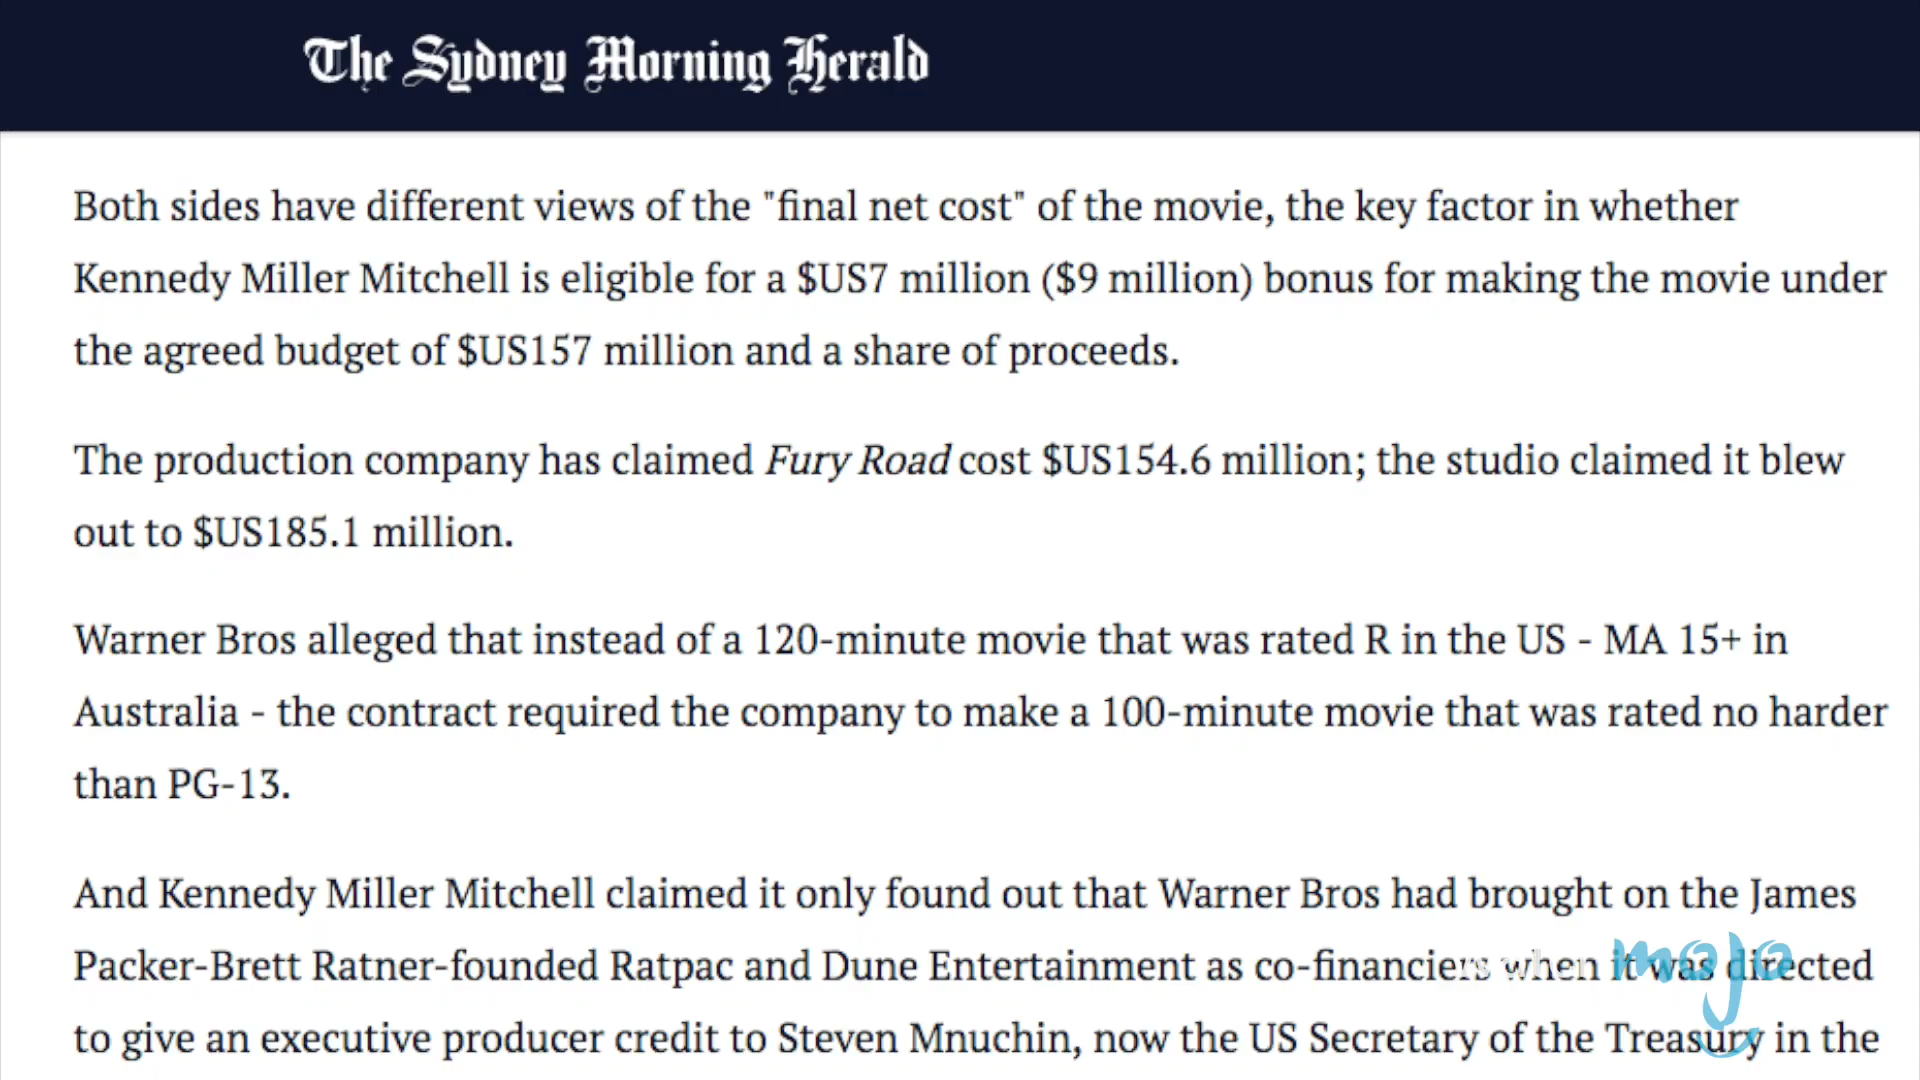 The Sydney Morning Herald
Both sides have different views of the "final net cost" of the movie, the key factor in whether
Kennedy Miller Mitchell is eligible for a $US7 million ($9 million) bonus for making the movie under
the agreed budget of $US157 million and a share of proceeds.
The production company has claimed Fury Road cost $US154.6 million; the studio claimed it blew
out to $US185.1 million.
Warner Bros alleged that instead of a 120-minute movie that was rated R in the US - MA 15+ in
Australia - the contract required the company to make a 100-minute movie that was rated no harder
than PG-13.
And Kennedy Miller Mitchell claimed it only found out that Warner Bros had brought on the James
Packer-Brett Ratner-founded Ratpac and Dune Entertainment as co-financiers when it was directed
to give an executive producer credit to Steven Mnuchin, now the US Secretary of the Treasury in the
mojo